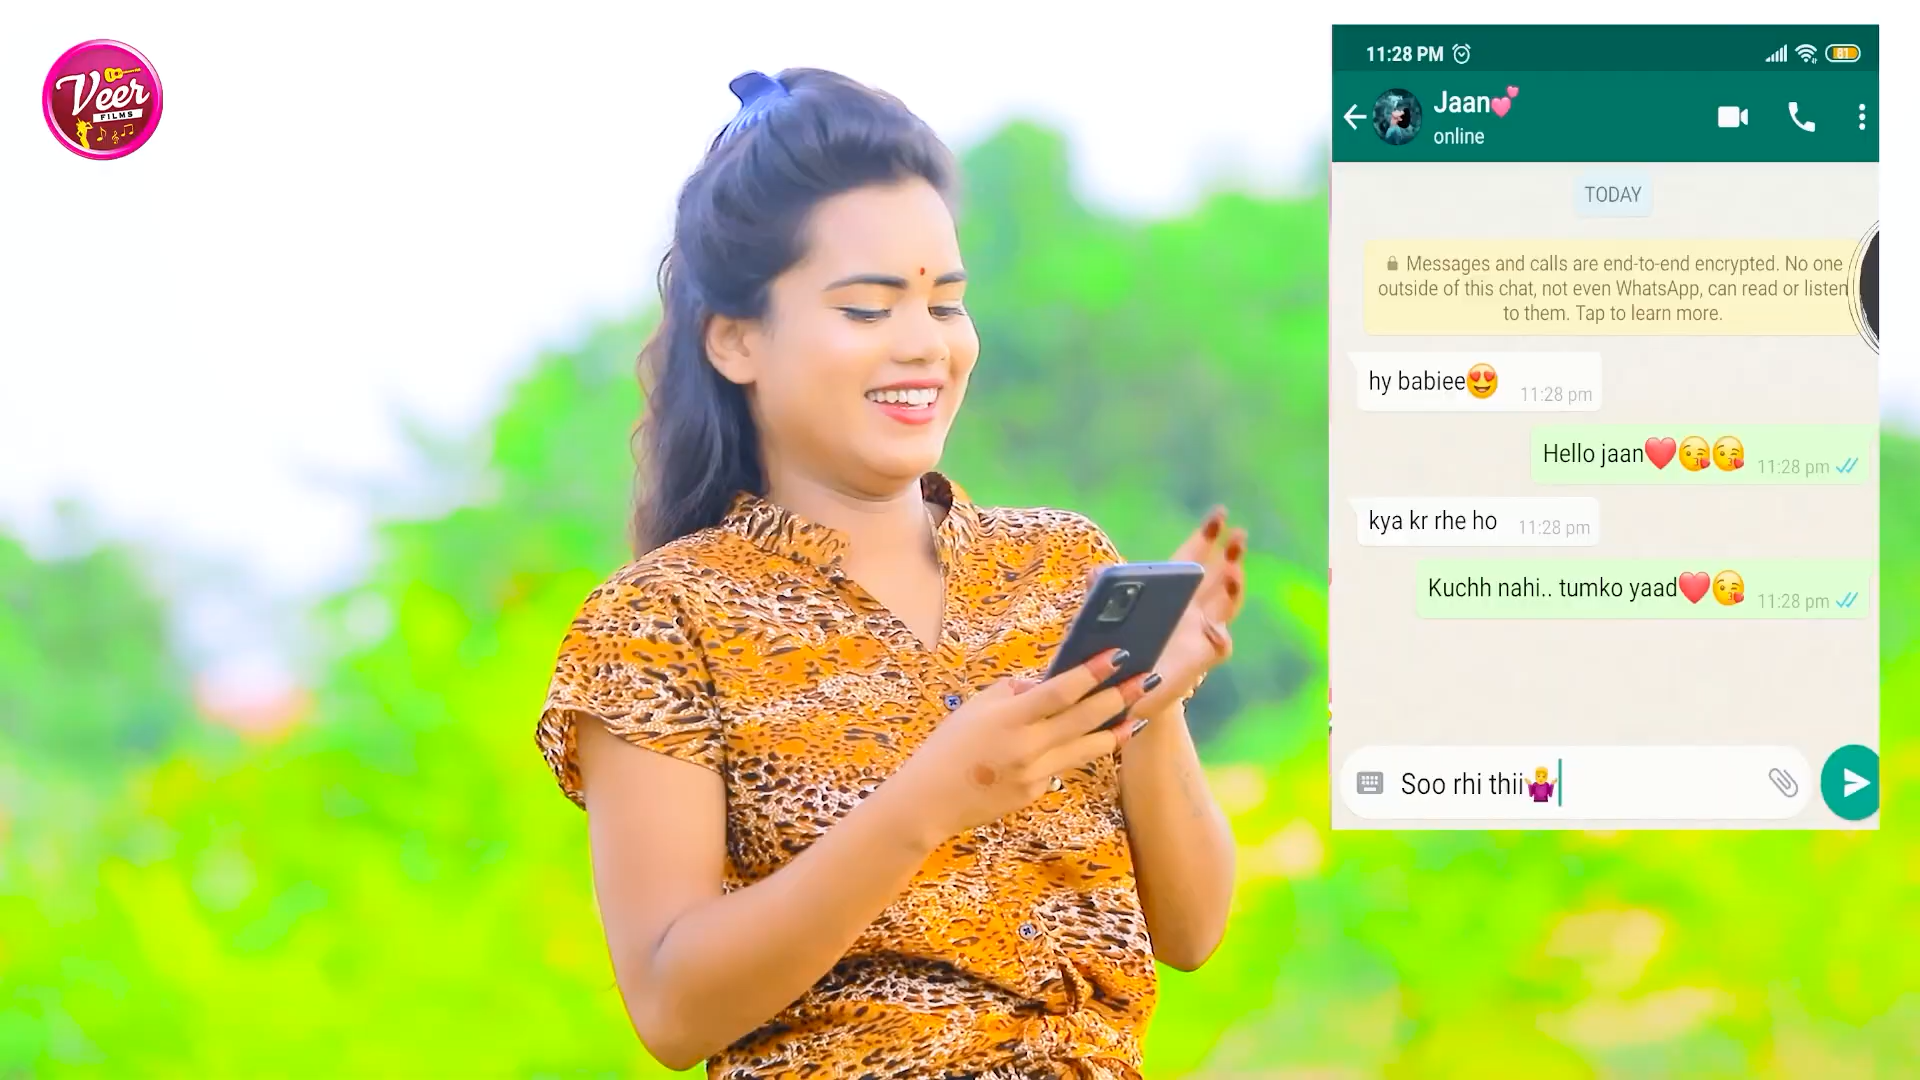 Veer
FILMS
11:28 PM
81
Jaan💕
online
TODAY
Messages and calls are end-to-end encrypted. No one
outside of this chat, not even WhatsApp, can read or listen
to them. Tap to learn more.
hy babiee😍 11:28 pm
Hello jaan❤️😘😘 11:28 pm
kya kr rhe ho 11:28 pm
Kuchh nahi.. tumko yaad❤️😘 11:28 pm
Soo rhi thii🤷